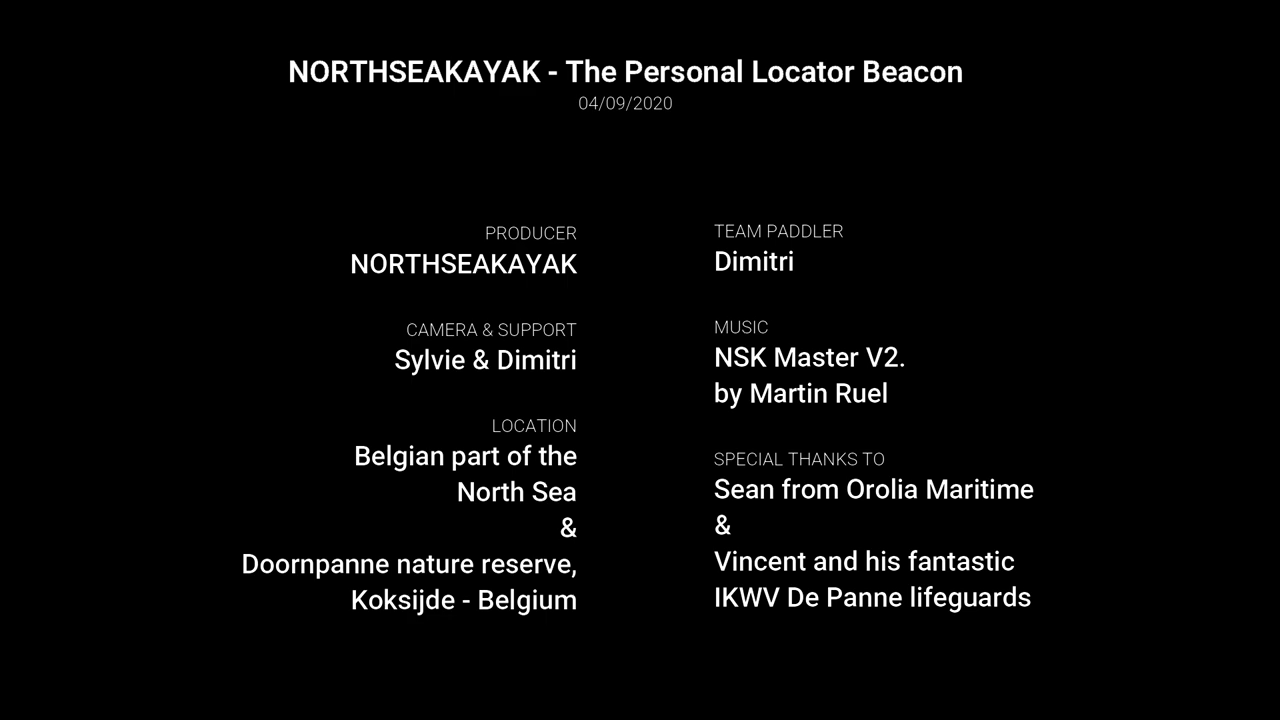 NORTHSEAKAYAK - The Personal Locator Beacon
04/09/2020
PRODUCER
NORTHSEAKAYAK
CAMERA & SUPPORT
Sylvie & Dimitri
LOCATION
Belgian part of the
North Sea
&
Doornpanne nature reserve,
Koksijde - Belgium
TEAM PADDLER
Dimitri
MUSIC
NSK Master V2.
by Martin Ruel
SPECIAL THANKS TO
Sean from Orolia Maritime
&
Vincent and his fantastic
IKWV De Panne lifeguards